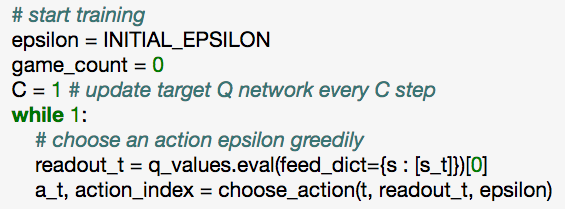 # start training
epsilon = INITIAL_EPSILON
game_count = 0
C = 1 # update target Q network every C step
while 1:
# choose an action epsilon greedily
readout_t = q_values.eval(feed_dict={s : [s_t]})[0]
a_t, action_index = choose_action(t, readout_t, epsilon)